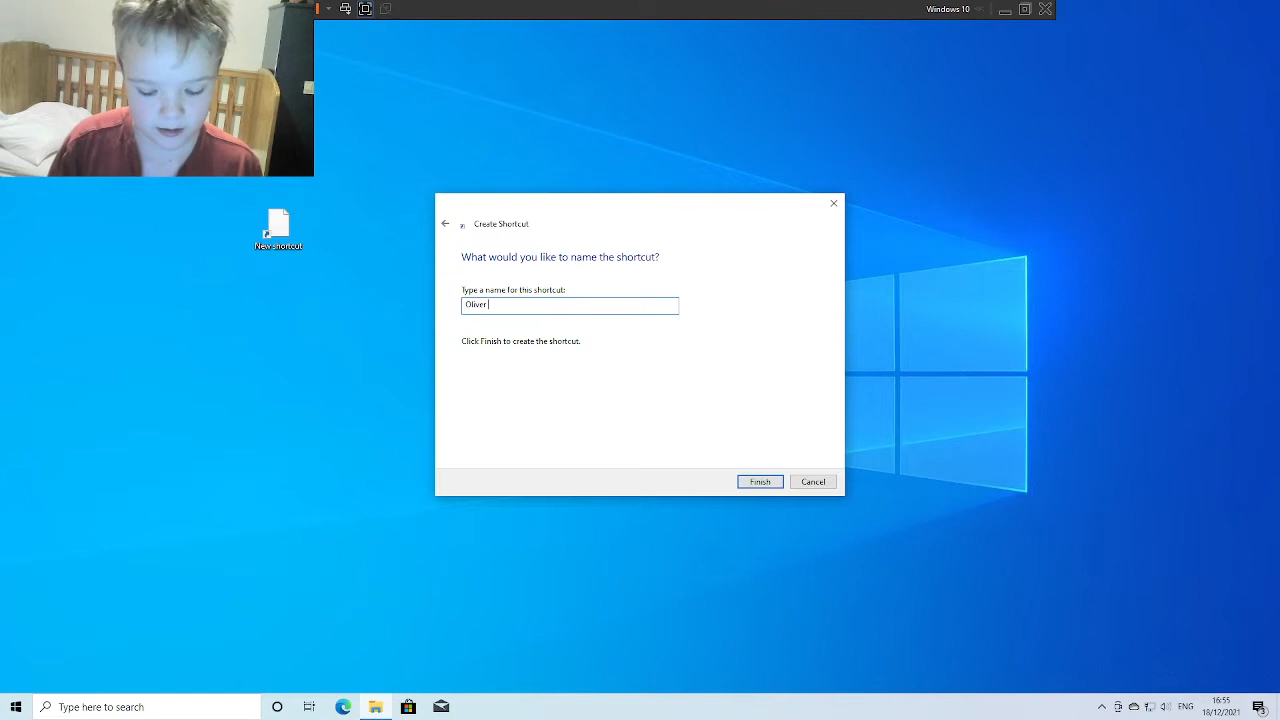 Windows 10
New shortcut
Create Shortcut
What would you like to name the shortcut?
Type a name for this shortcut:
Oliver
Click Finish to create the shortcut.
Finish
Cancel
Type here to search
ENG
16:55
18/12/2021
3